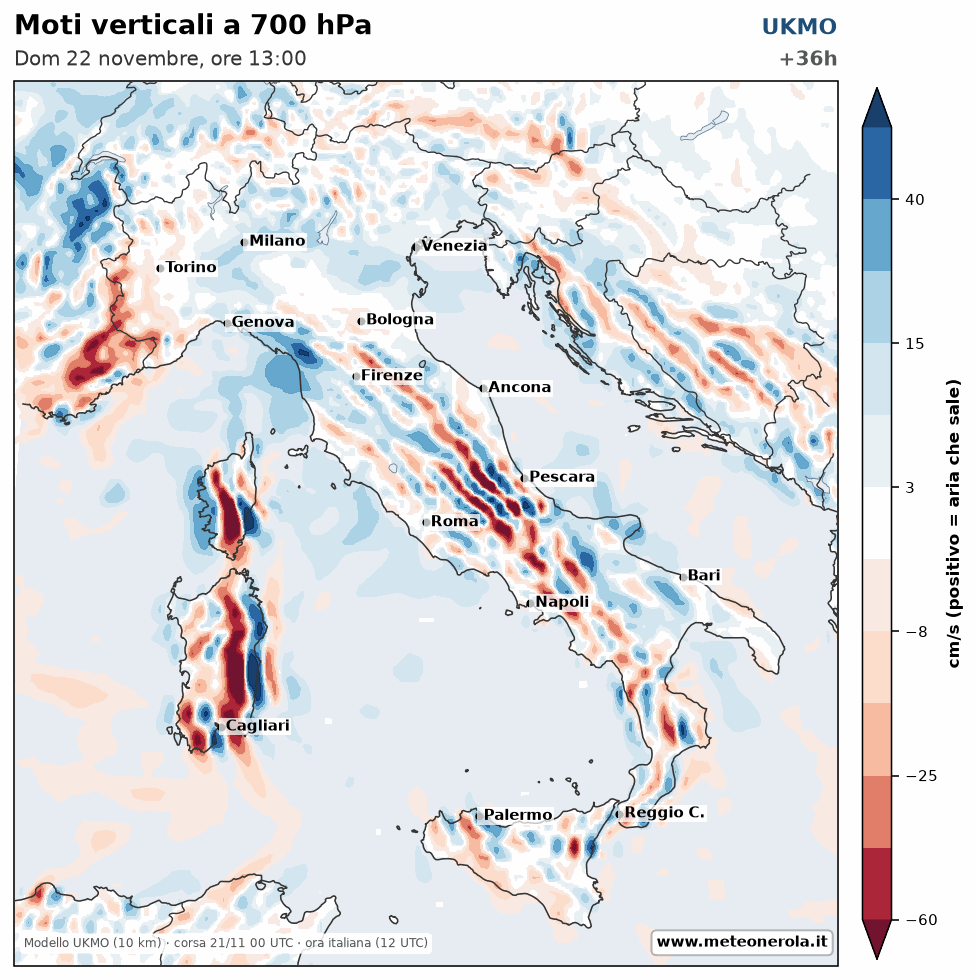 Moti verticali a 700 hPa
UKMO
Dom 22 novembre, ore 13:00
+36h
Milano
Venezia
Torino
Genova
Bologna
Firenze
Ancona
Pescara
Roma
Bari
Napoli
Cagliari
Palermo
Reggio C.
40
15
3
−8
−25
−60
cm/s (positivo = aria che sale)
Modello UKMO (10 km) · corsa 21/11 00 UTC · ora italiana (12 UTC)
www.meteonerola.it